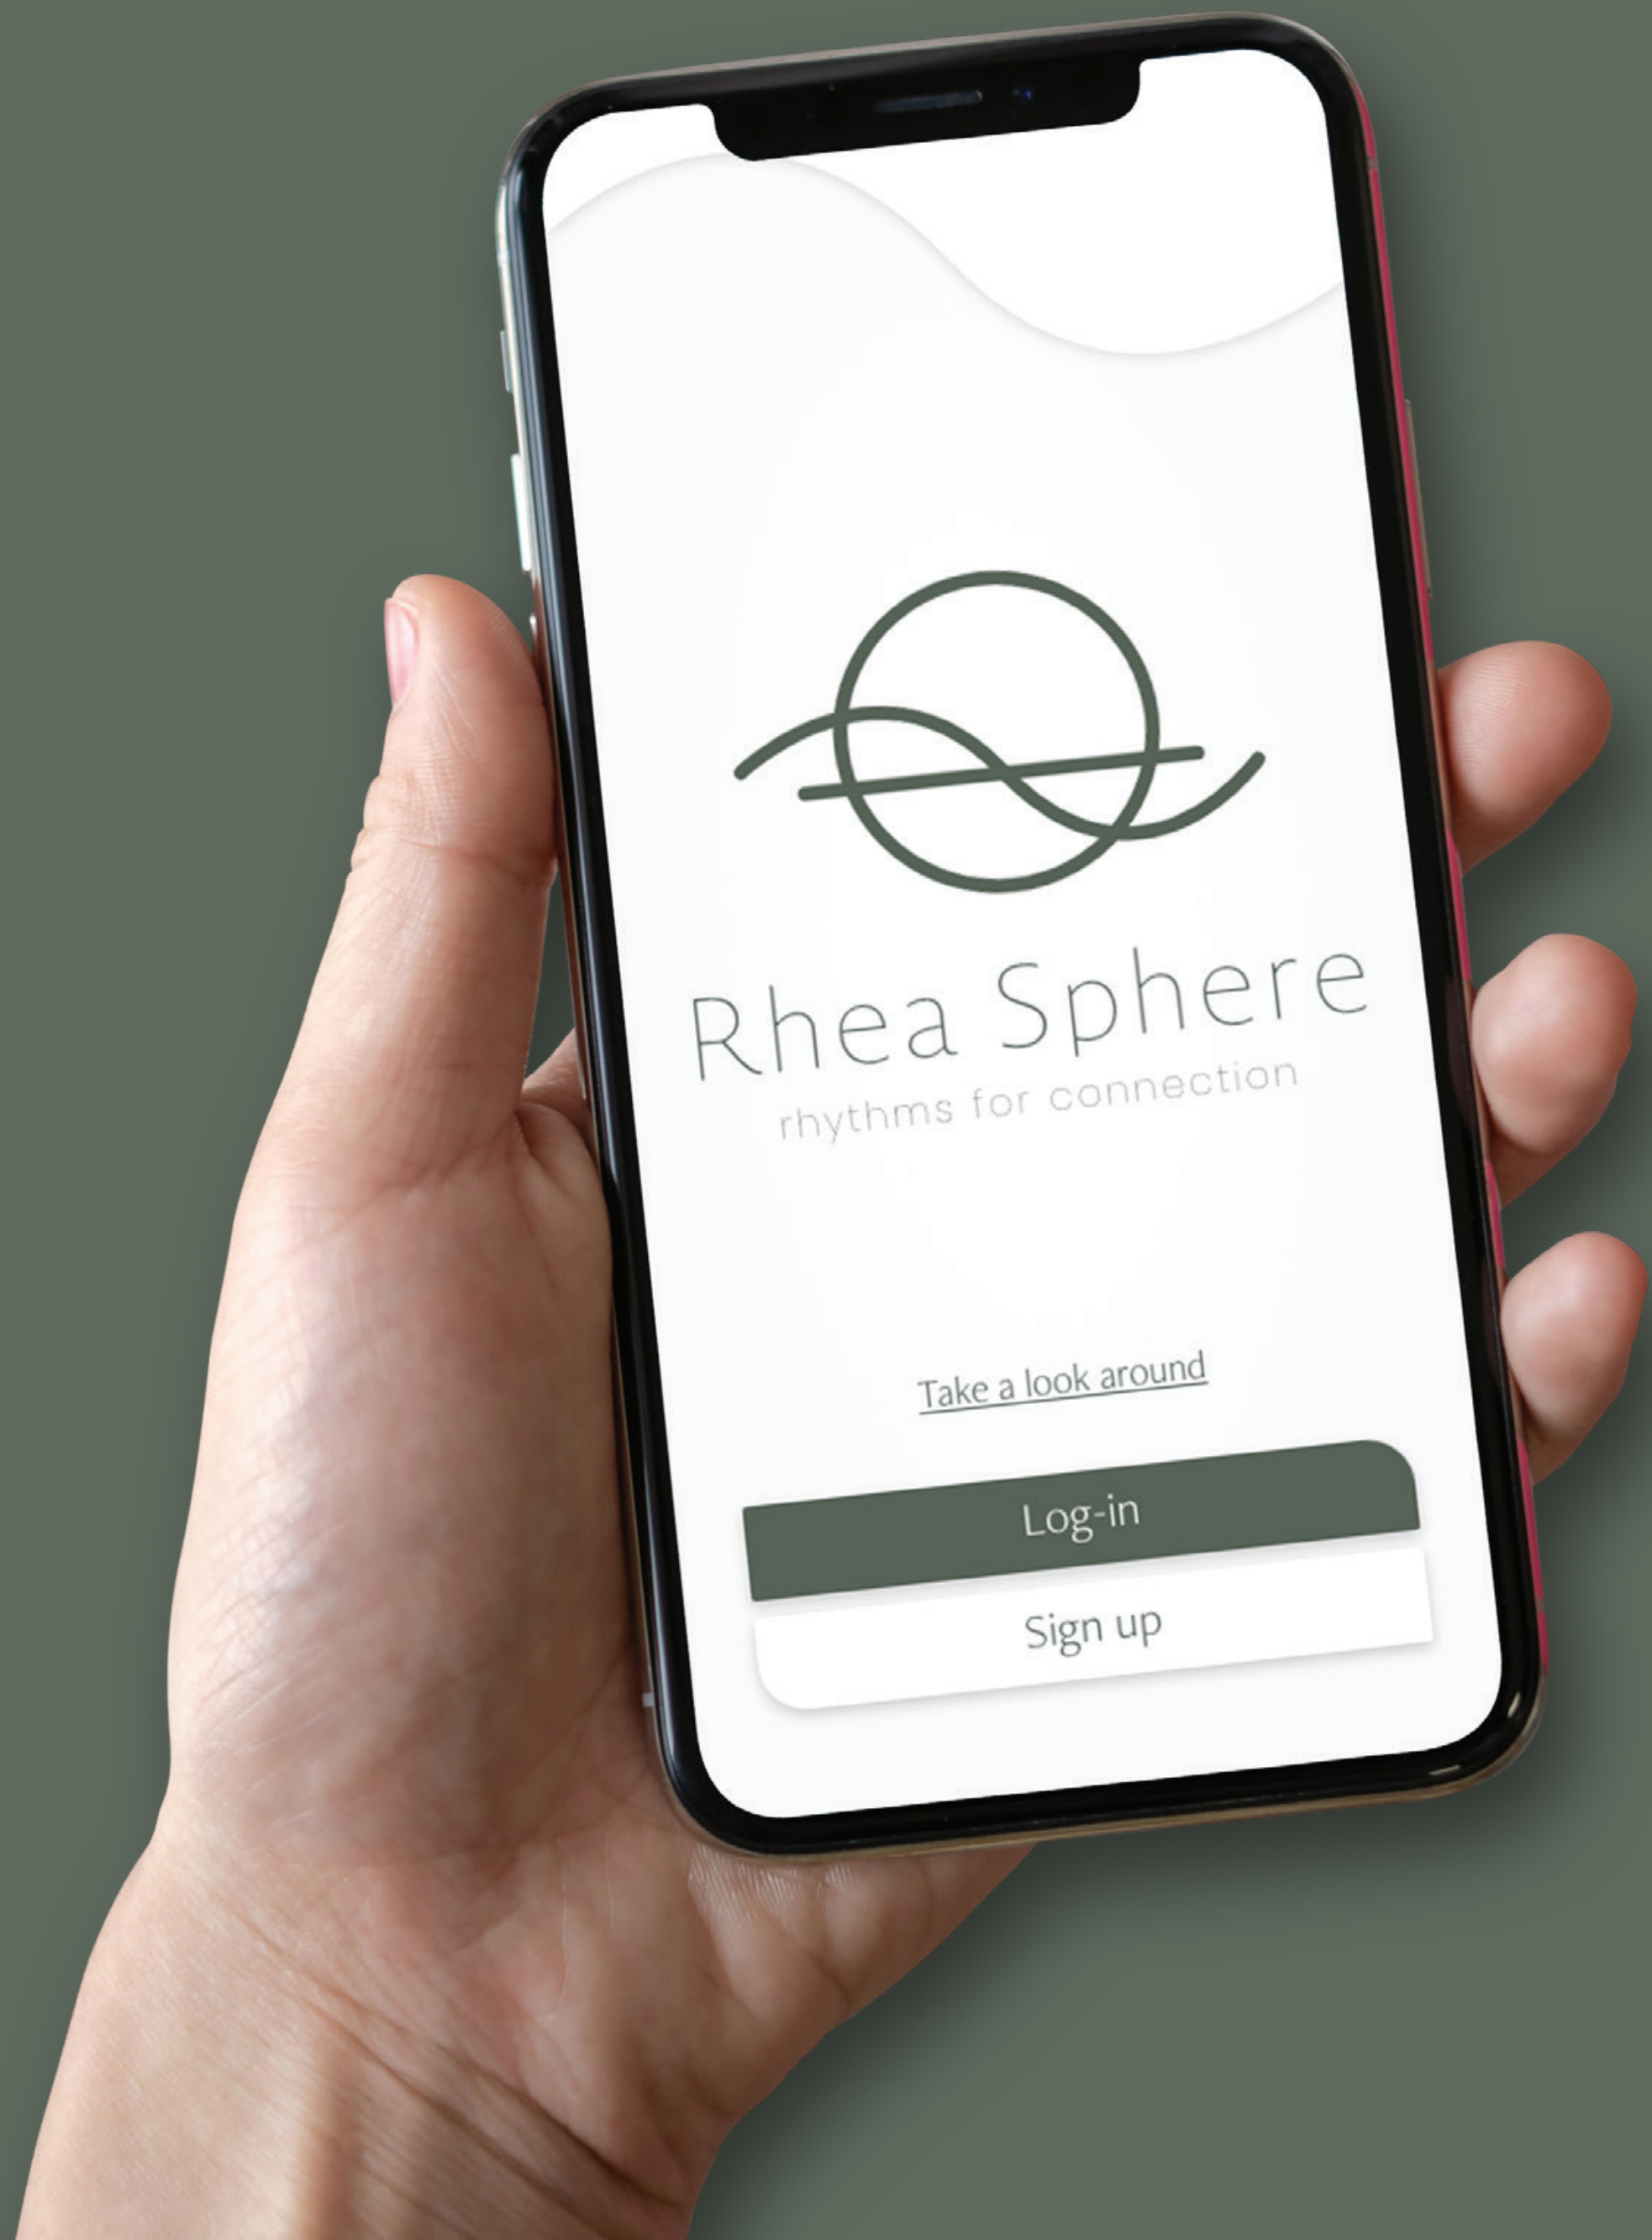 Rhea Sphere
rhythms for connection
Take a look around
Log-in
Sign up